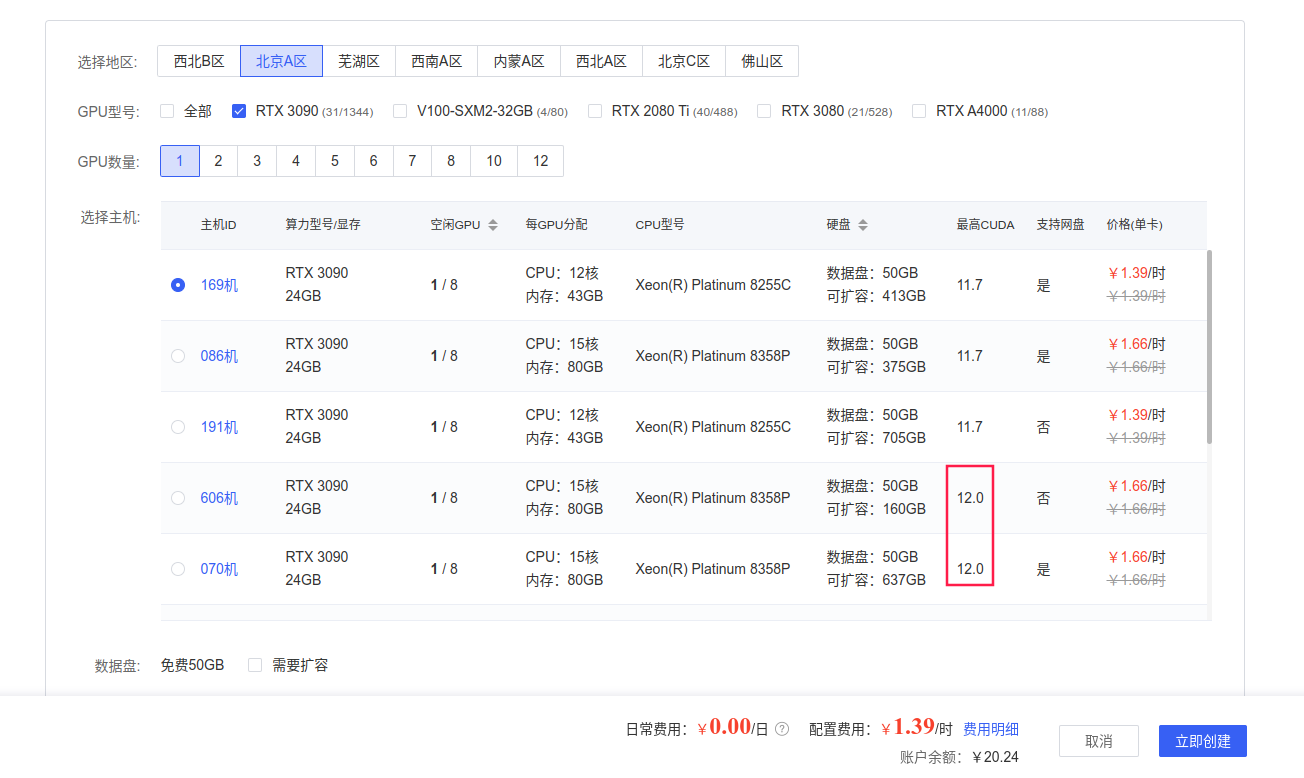 选择地区: 西北B区 北京A区 芜湖区 西南A区 内蒙A区 西北A区 北京C区 佛山区
GPU型号: 全部 RTX 3090 (31/1344) V100-SXM2-32GB (4/80) RTX 2080 Ti (40/488) RTX 3080 (21/528) RTX A4000 (11/88)
GPU数量: 1 2 3 4 5 6 7 8 10 12
选择主机: 主机ID 算力型号/显存 空闲GPU 每GPU分配 CPU型号 硬盘 最高CUDA 支持网盘 价格(单卡)
RTX 3090 CPU：12核 数据盘：50GB ￥1.39/时
169机 1 / 8 Xeon(R) Platinum 8255C 11.7 是
24GB 内存：43GB 可扩容：413GB ￥1.39/时
RTX 3090 CPU：15核 数据盘：50GB ￥1.66/时
086机 1 / 8 Xeon(R) Platinum 8358P 11.7 是
24GB 内存：80GB 可扩容：375GB ￥1.66/时
RTX 3090 CPU：12核 数据盘：50GB ￥1.39/时
191机 1 / 8 Xeon(R) Platinum 8255C 11.7 否
24GB 内存：43GB 可扩容：705GB ￥1.39/时
RTX 3090 CPU：15核 数据盘：50GB ￥1.66/时
606机 1 / 8 Xeon(R) Platinum 8358P 12.0 否
24GB 内存：80GB 可扩容：160GB ￥1.66/时
RTX 3090 CPU：15核 数据盘：50GB ￥1.66/时
070机 1 / 8 Xeon(R) Platinum 8358P 12.0 是
24GB 内存：80GB 可扩容：637GB ￥1.66/时
数据盘: 免费50GB 需要扩容
日常费用：￥0.00/日 ? 配置费用：￥1.39/时 费用明细
取消 立即创建
账户余额：￥20.24